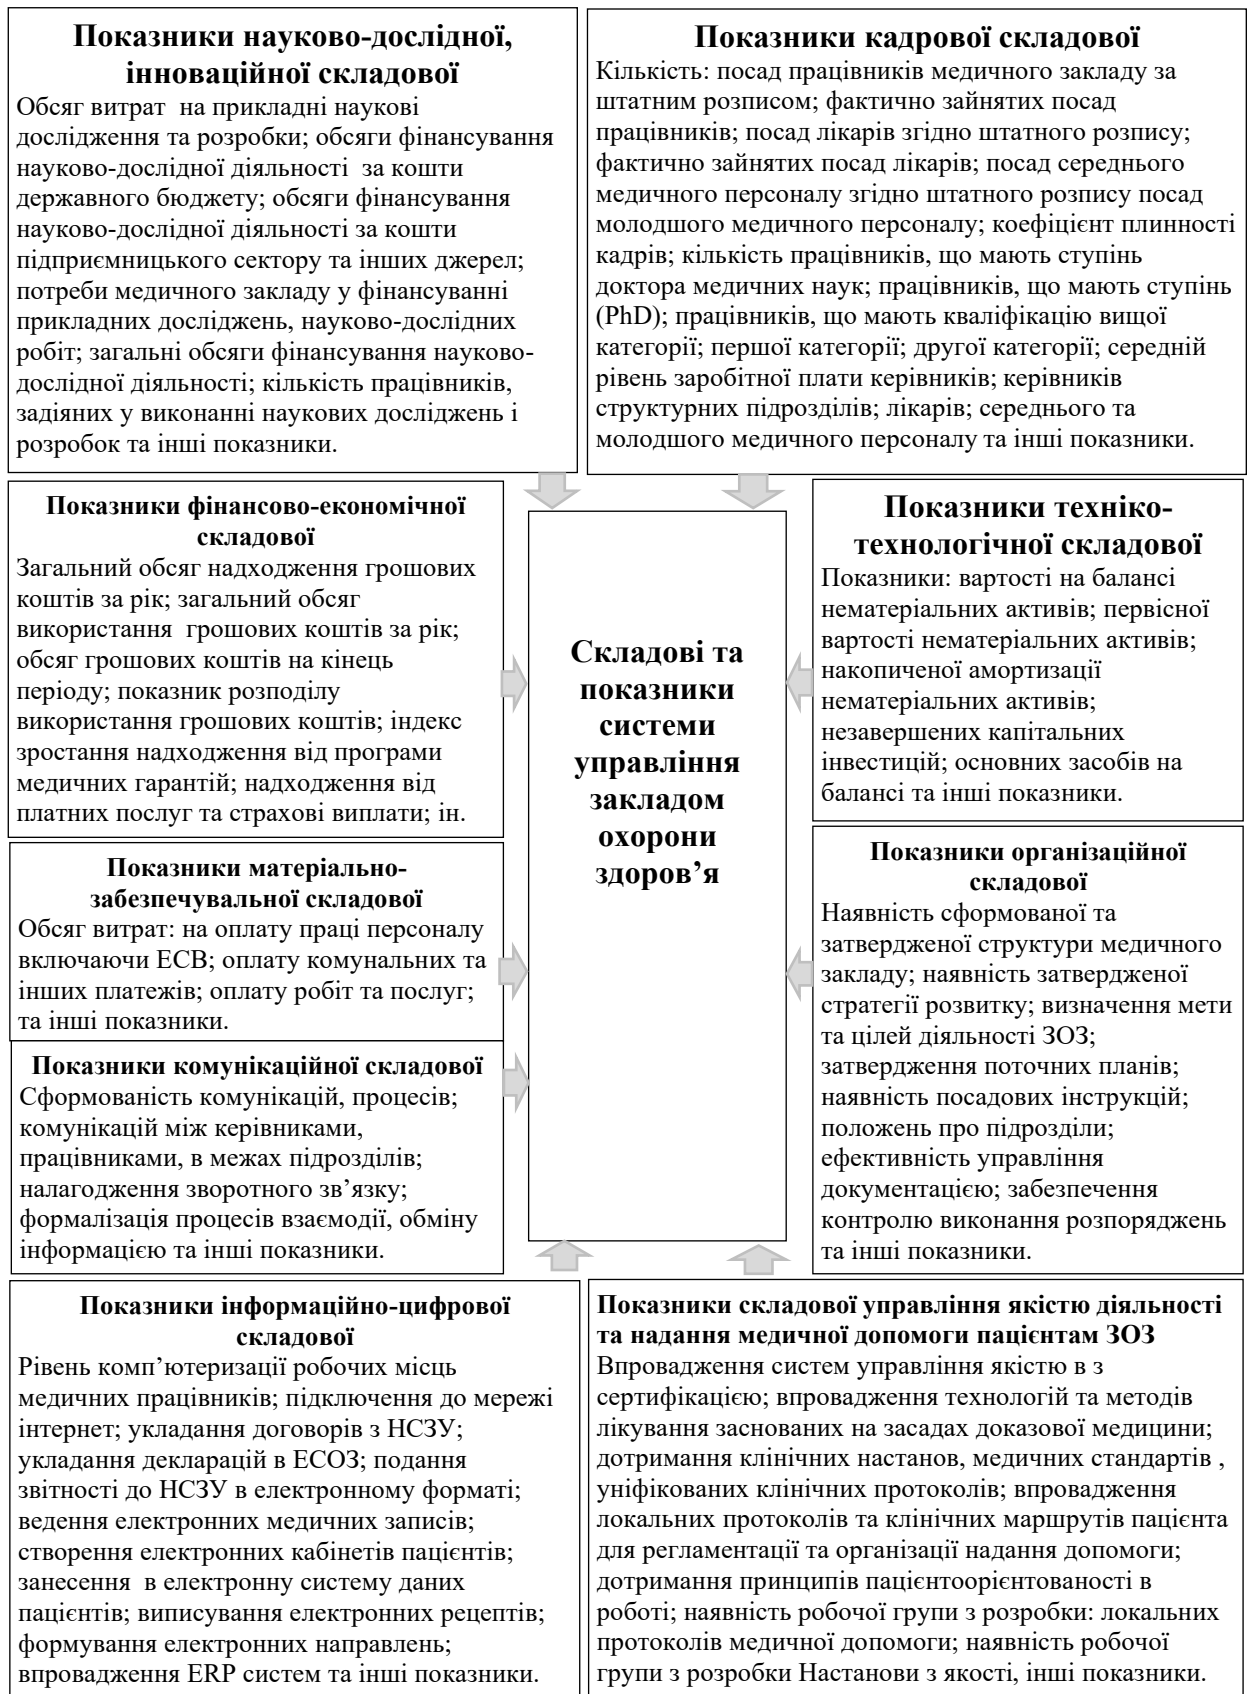 Показники науково-дослідної,
інноваційної складової
Обсяг витрат на прикладні наукові
дослідження та розробки; обсяги фінансування
науково-дослідної діяльності за кошти
державного бюджету; обсяги фінансування
науково-дослідної діяльності за кошти
підприємницького сектору та інших джерел;
потреби медичного закладу у фінансуванні
прикладних досліджень, науково-дослідних
робіт; загальні обсяги фінансування науково-
дослідної діяльності; кількість працівників,
задіяних у виконанні наукових досліджень і
розробок та інші показники.
Показники кадрової складової
Кількість: посад працівників медичного закладу за
штатним розписом; фактично зайнятих посад
працівників; посад лікарів згідно штатного розпису;
фактично зайнятих посад лікарів; посад середнього
медичного персоналу згідно штатного розпису посад
молодшого медичного персоналу; коефіцієнт плинності
кадрів; кількість працівників, що мають ступінь
доктора медичних наук; працівників, що мають ступінь
(PhD); працівників, що мають кваліфікацію вищої
категорії; першої категорії; другої категорії; середній
рівень заробітної плати керівників; керівників
структурних підрозділів; лікарів; середнього та
молодшого медичного персоналу та інші показники.
Показники фінансово-економічної
складової
Загальний обсяг надходження грошових
коштів за рік; загальний обсяг
використання грошових коштів за рік;
обсяг грошових коштів на кінець
періоду; показник розподілу
використання грошових коштів; індекс
зростання надходження від програми
медичних гарантій; надходження від
платних послуг та страхові виплати; ін.
Складові та
показники
системи
управління
закладом
охорони
здоров’я
Показники техніко-
технологічної складової
Показники: вартості на балансі
нематеріальних активів; первісної
вартості нематеріальних активів;
накопиченої амортизації
нематеріальних активів;
незавершених капітальних
інвестицій; основних засобів на
балансі та інші показники.
Показники матеріально-
забезпечувальної складової
Обсяг витрат: на оплату праці персоналу
включаючи ЕСВ; оплату комунальних та
інших платежів; оплату робіт та послуг;
та інші показники.
Показники організаційної
складової
Наявність сформованої та
затвердженої структури медичного
закладу; наявність затвердженої
стратегії розвитку; визначення мети
та цілей діяльності ЗОЗ;
затвердження поточних планів;
наявність посадових інструкцій;
положень про підрозділи;
ефективність управління
документацією; забезпечення
контролю виконання розпоряджень
та інші показники.
Показники комунікаційної складової
Сформованість комунікацій, процесів;
комунікацій між керівниками,
працівниками, в межах підрозділів;
налагодження зворотного зв’язку;
формалізація процесів взаємодії, обміну
інформацією та інші показники.
Показники інформаційно-цифрової
складової
Рівень комп’ютеризації робочих місць
медичних працівників; підключення до мережі
інтернет; укладання договорів з НСЗУ;
укладання декларацій в ЕСОЗ; подання
звітності до НСЗУ в електронному форматі;
ведення електронних медичних записів;
створення електронних кабінетів пацієнтів;
занесення в електронну систему даних
пацієнтів; виписування електронних рецептів;
формування електронних направлень;
впровадження ERP систем та інші показники.
Показники складової управління якістю діяльності
та надання медичної допомоги пацієнтам ЗОЗ
Впровадження систем управління якістю в з
сертифікацією; впровадження технологій та методів
лікування заснованих на засадах доказової медицини;
дотримання клінічних настанов, медичних стандартів ,
уніфікованих клінічних протоколів; впровадження
локальних протоколів та клінічних маршрутів пацієнта
для регламентації та організації надання допомоги;
дотримання принципів пацієнтоорієнтованості в
роботі; наявність робочої групи з розробки: локальних
протоколів медичної допомоги; наявність робочої
групи з розробки Настанови з якості, інші показники.